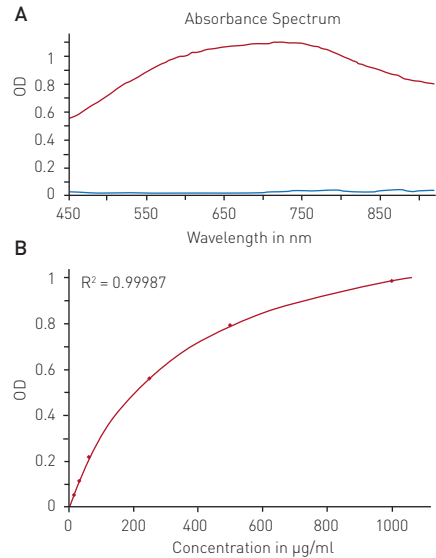 A
Absorbance Spectrum
OD
1
0.8
0.6
0.4
0.2
0
450 550 650 750 850
Wavelength in nm
B
R² = 0.99987
OD
1
0.8
0.6
0.4
0.2
0
0 200 400 600 800 1000
Concentration in µg/ml